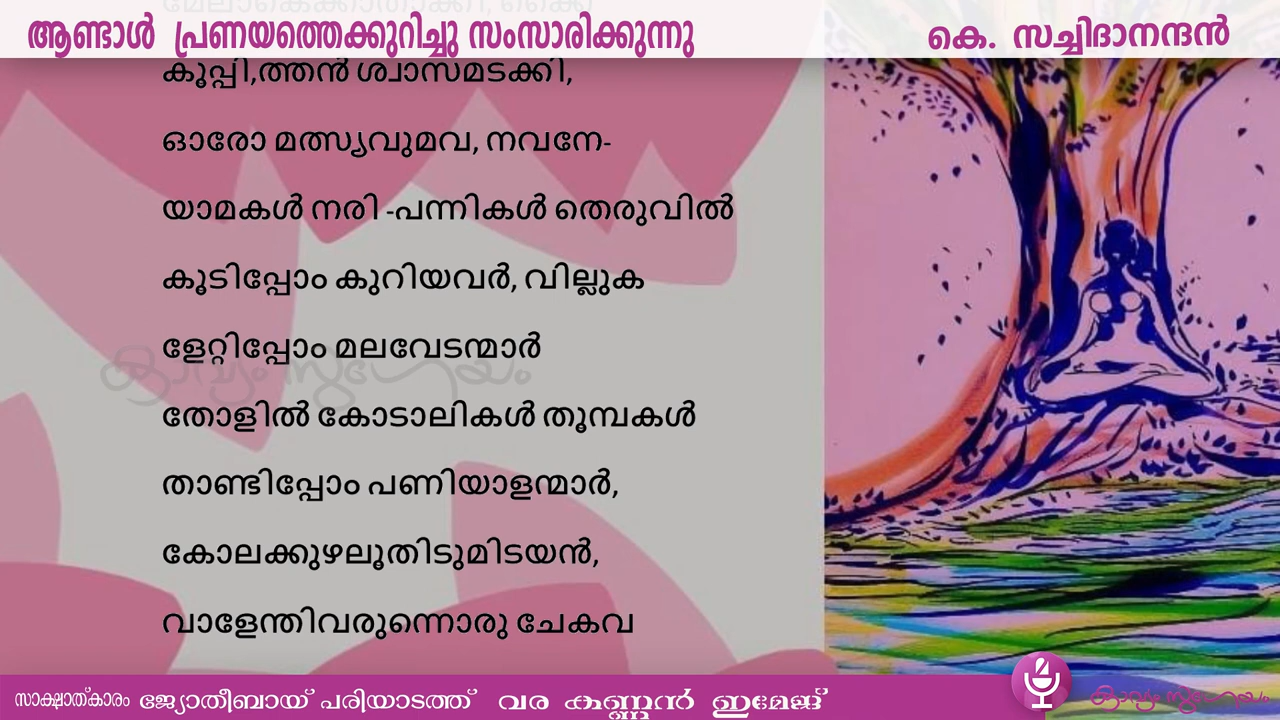 ആണ്ടാൾ പ്രണയത്തെക്കുറിച്ചു സംസാരിക്കുന്നു
കെ. സച്ചിദാനന്ദൻ
കൂപ്പി,ത്തൻ ശ്വാസമടക്കി,
ഓരോ മത്സ്യവുമവ, നവനേ-
യാമകൾ നരി -പന്നികൾ തെരുവിൽ
കൂടിപ്പോം കുറിയവർ, വില്ലുക
ളേറ്റിപ്പോം മലവേടന്മാർ
തോളിൽ കോടാലികൾ തൂമ്പകൾ
താണ്ടിപ്പോം പണിയാളന്മാർ,
കോലക്കുഴലൂതിടുമിടയൻ,
വാളേന്തിവരുന്നൊരു ചേകവ
കാവ്യം സുഗേയം
സാക്ഷാത്കാരം ജ്യോതീബായ് പരിയാടത്ത് വര കണ്ണൻ ഇമേജ്
കാവ്യം സുഗേയം